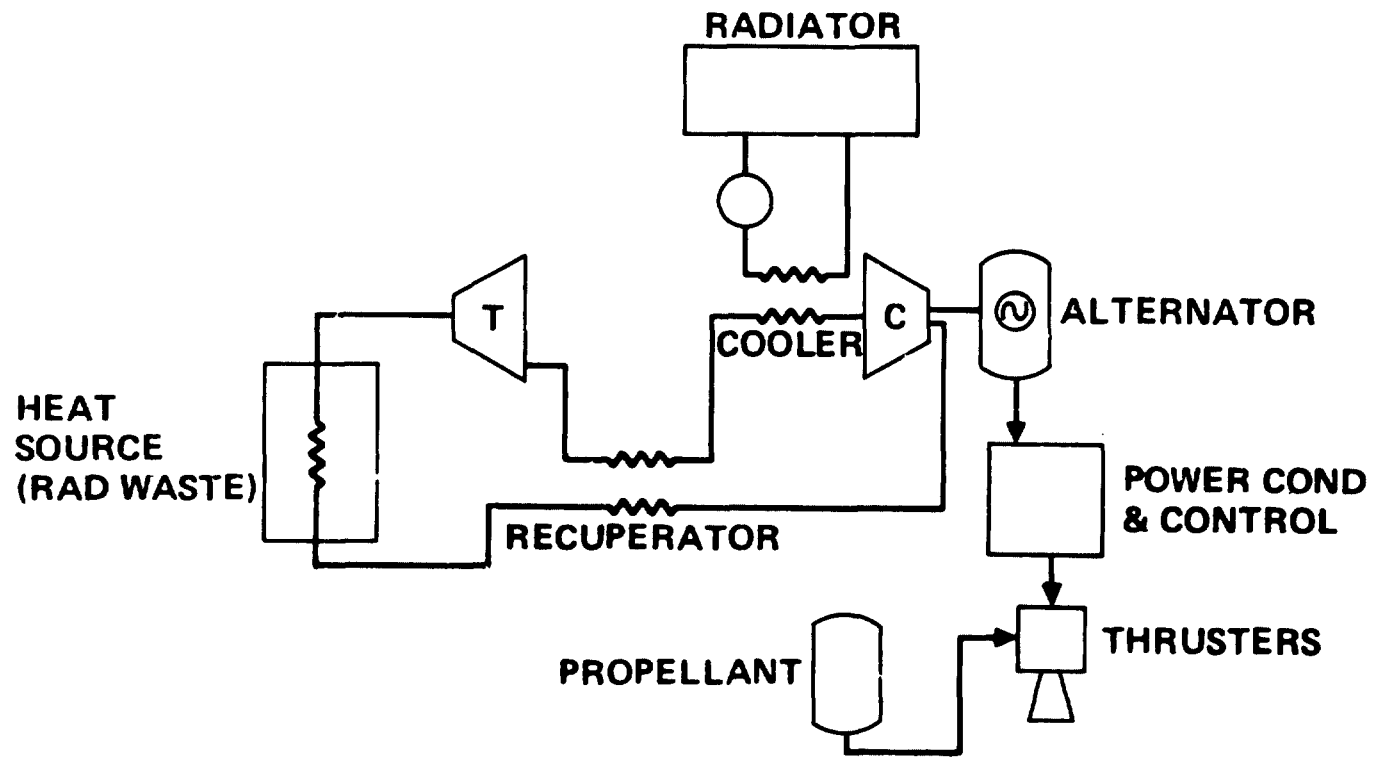 RADIATOR
T
COOLER
C
ALTERNATOR
HEAT
SOURCE
(RAD WASTE)
RECUPERATOR
POWER COND
& CONTROL
PROPELLANT
THRUSTERS